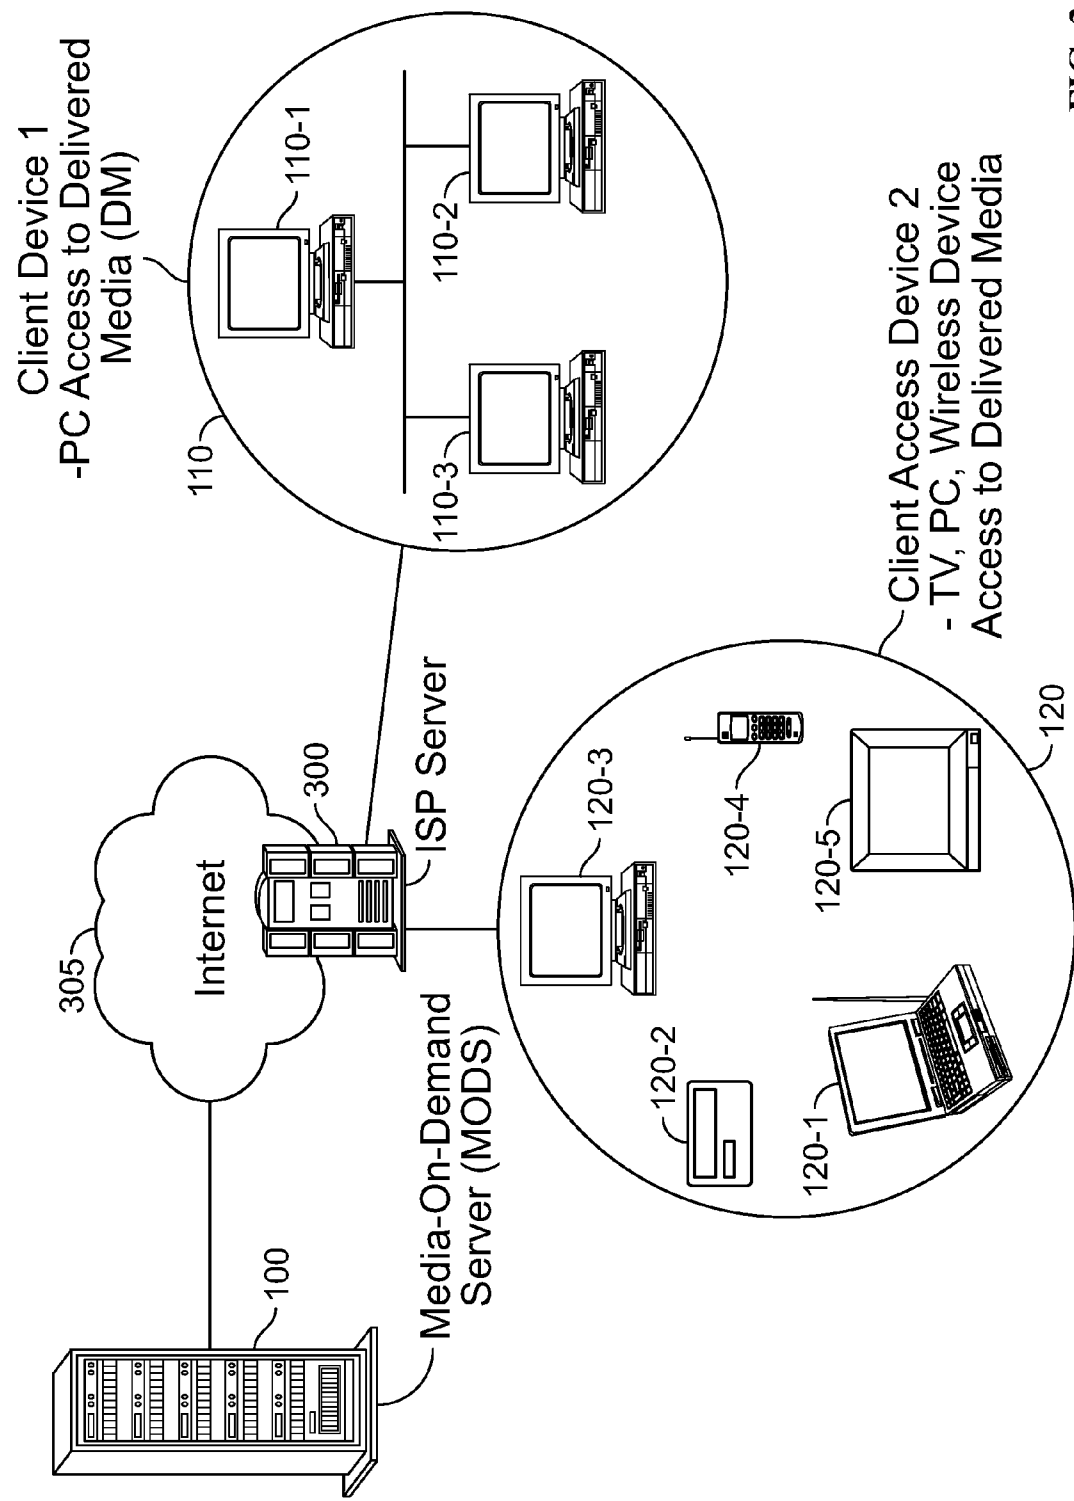 Client Device 1
-PC Access to Delivered
Media (DM)
110
110-1
110-2
110-3
305
Internet
300
ISP Server
100
Media-On-Demand
Server (MODS)
120-3
120-4
120-2
120-5
120-1
120
Client Access Device 2
- TV, PC, Wireless Device
Access to Delivered Media
FIG.